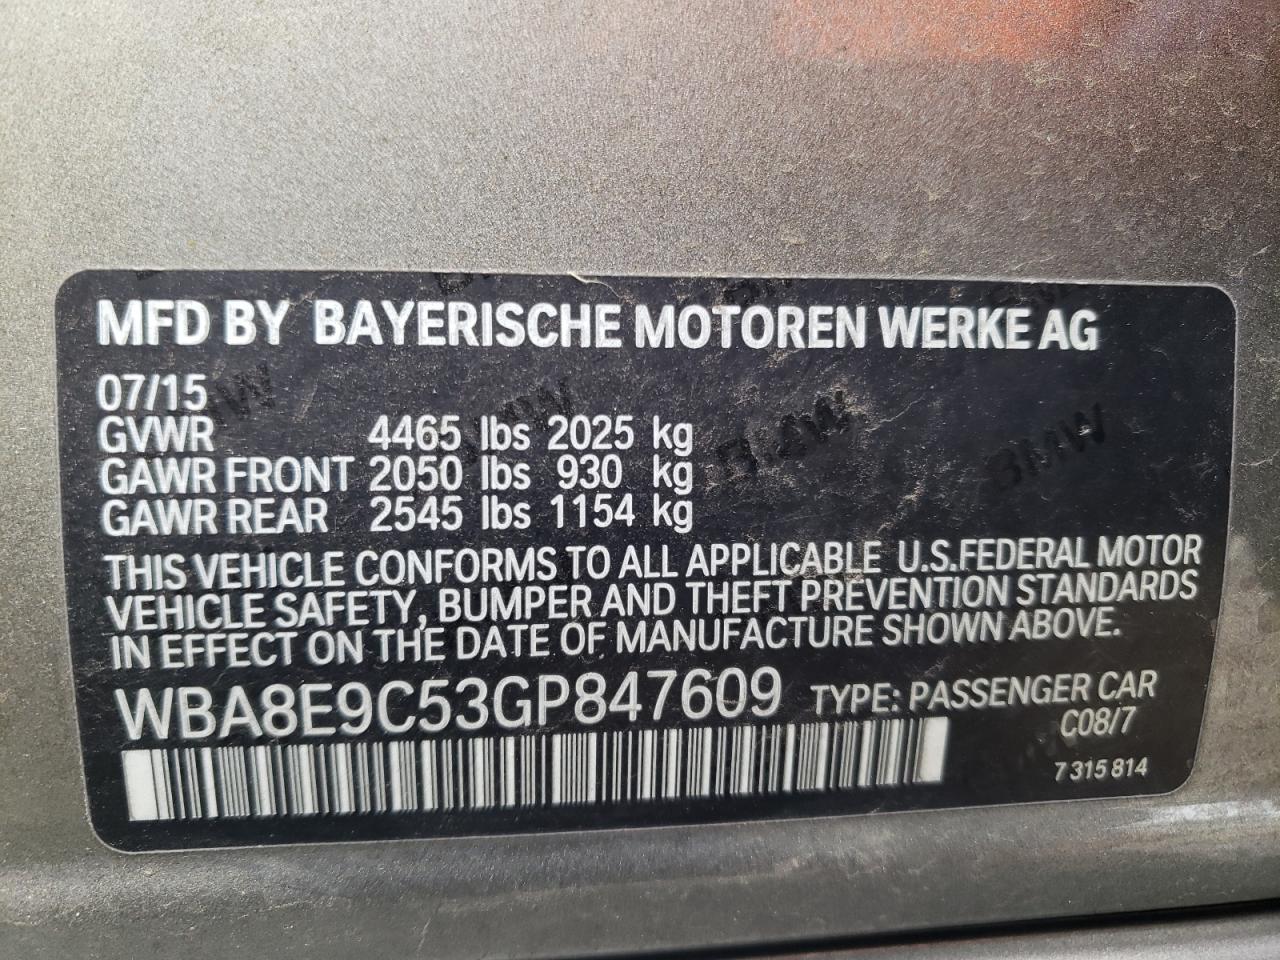 MFD BY BAYERISCHE MOTOREN WERKE AG
07/15
GVWR 4465 lbs 2025 kg
GAWR FRONT 2050 lbs 930 kg
GAWR REAR 2545 lbs 1154 kg
THIS VEHICLE CONFORMS TO ALL APPLICABLE U.S.FEDERAL MOTOR
VEHICLE SAFETY, BUMPER AND THEFT PREVENTION STANDARDS
IN EFFECT ON THE DATE OF MANUFACTURE SHOWN ABOVE.
WBA8E9C53GP847609 TYPE: PASSENGER CAR
C08/7
7 315 814
BMW
BMW